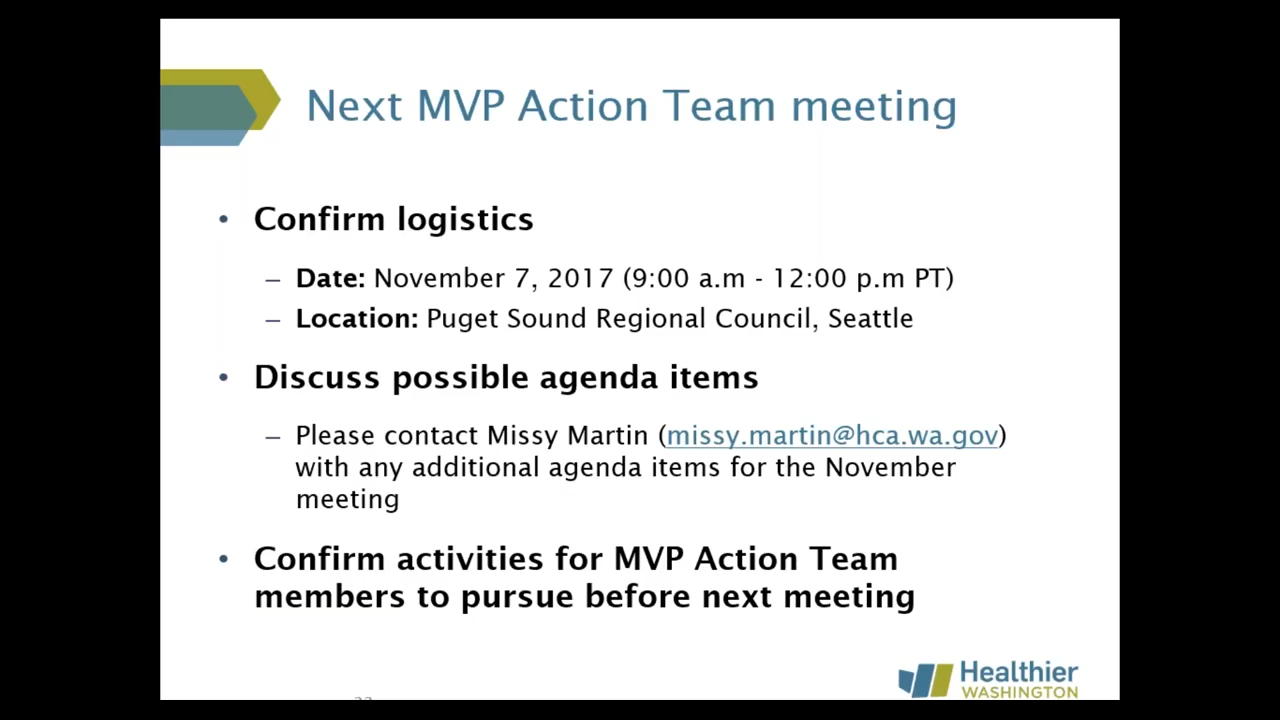 Next MVP Action Team meeting
• Confirm logistics
– Date: November 7, 2017 (9:00 a.m - 12:00 p.m PT)
– Location: Puget Sound Regional Council, Seattle
• Discuss possible agenda items
– Please contact Missy Martin (missy.martin@hca.wa.gov)
with any additional agenda items for the November
meeting
• Confirm activities for MVP Action Team
members to pursue before next meeting
Healthier
WASHINGTON